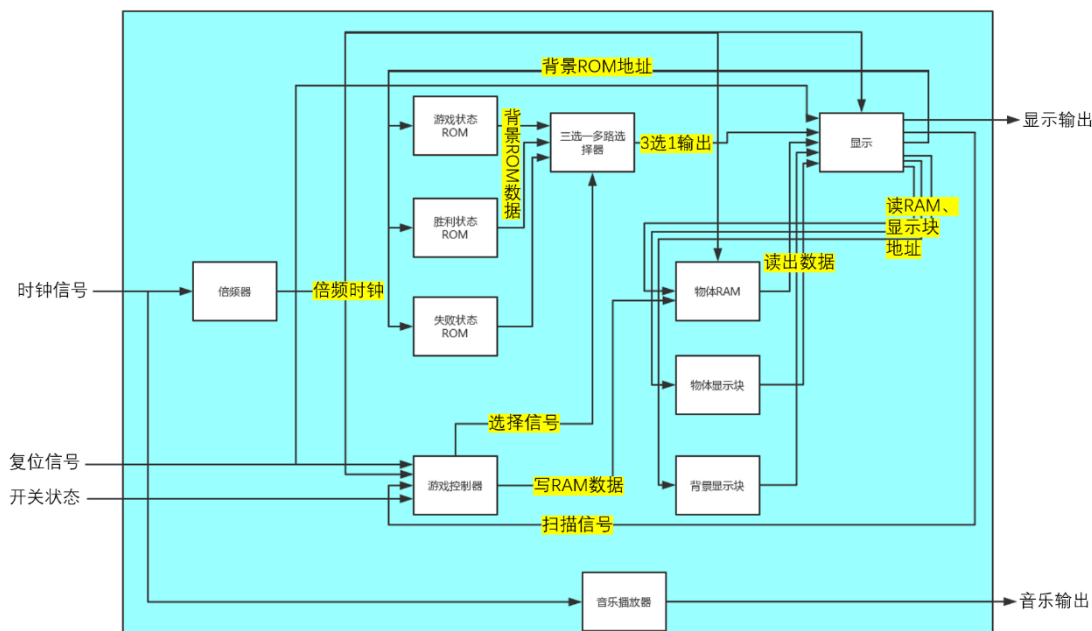 背景ROM地址
游戏状态
ROM
背景ROM数据
三选一多路选
择器
3选1输出
显示
显示输出
胜利状态
ROM
读RAM、
显示块
地址
时钟信号
倍频器
倍频时钟
失败状态
ROM
读出数据
物体RAM
物体显示块
选择信号
复位信号
开关状态
游戏控制器
写RAM数据
背景显示块
扫描信号
音乐播放器
音乐输出